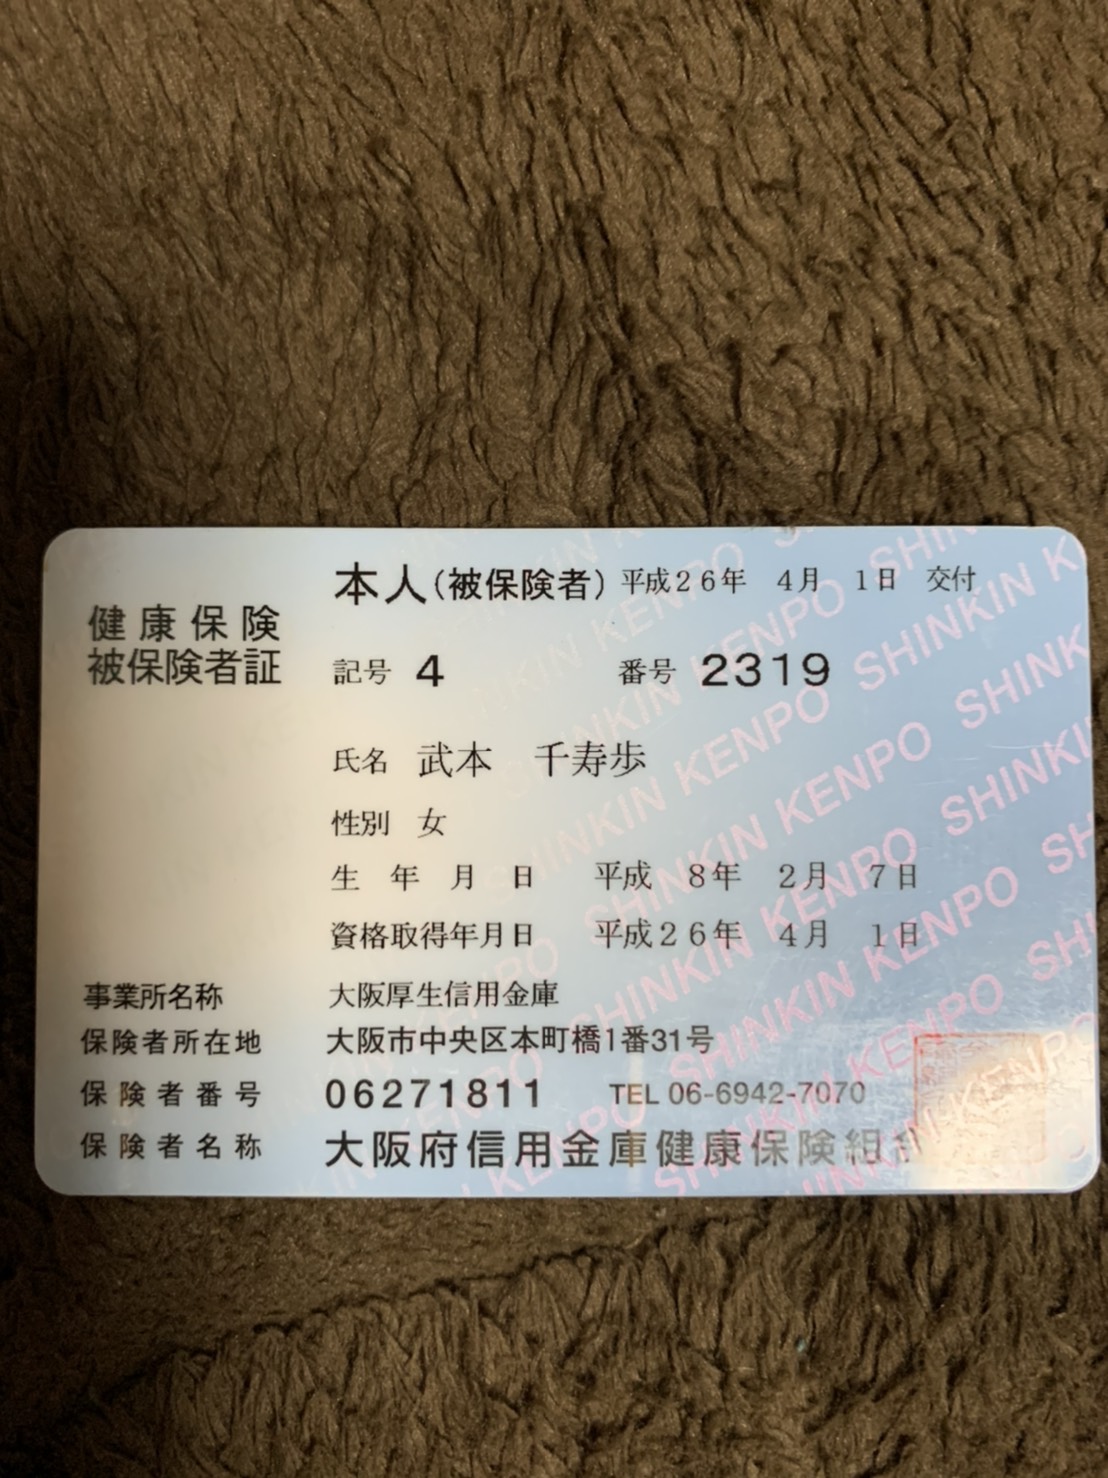 本人(被保険者) 平成26年 4月 1日 交付
健康保険
被保険者証
記号 4 番号 2319
氏名 武本 千寿歩
性別 女
生年月日 平成 8年 2月 7日
資格取得年月日 平成26年 4月 1日
事業所名称 大阪厚生信用金庫
保険者所在地 大阪市中央区本町橋1番31号
保険者番号 06271811 TEL 06-6942-7070
保険者名称 大阪府信用金庫健康保険組合
SHINKIN KENPO SHINKIN KENPO SHINKIN KENPO